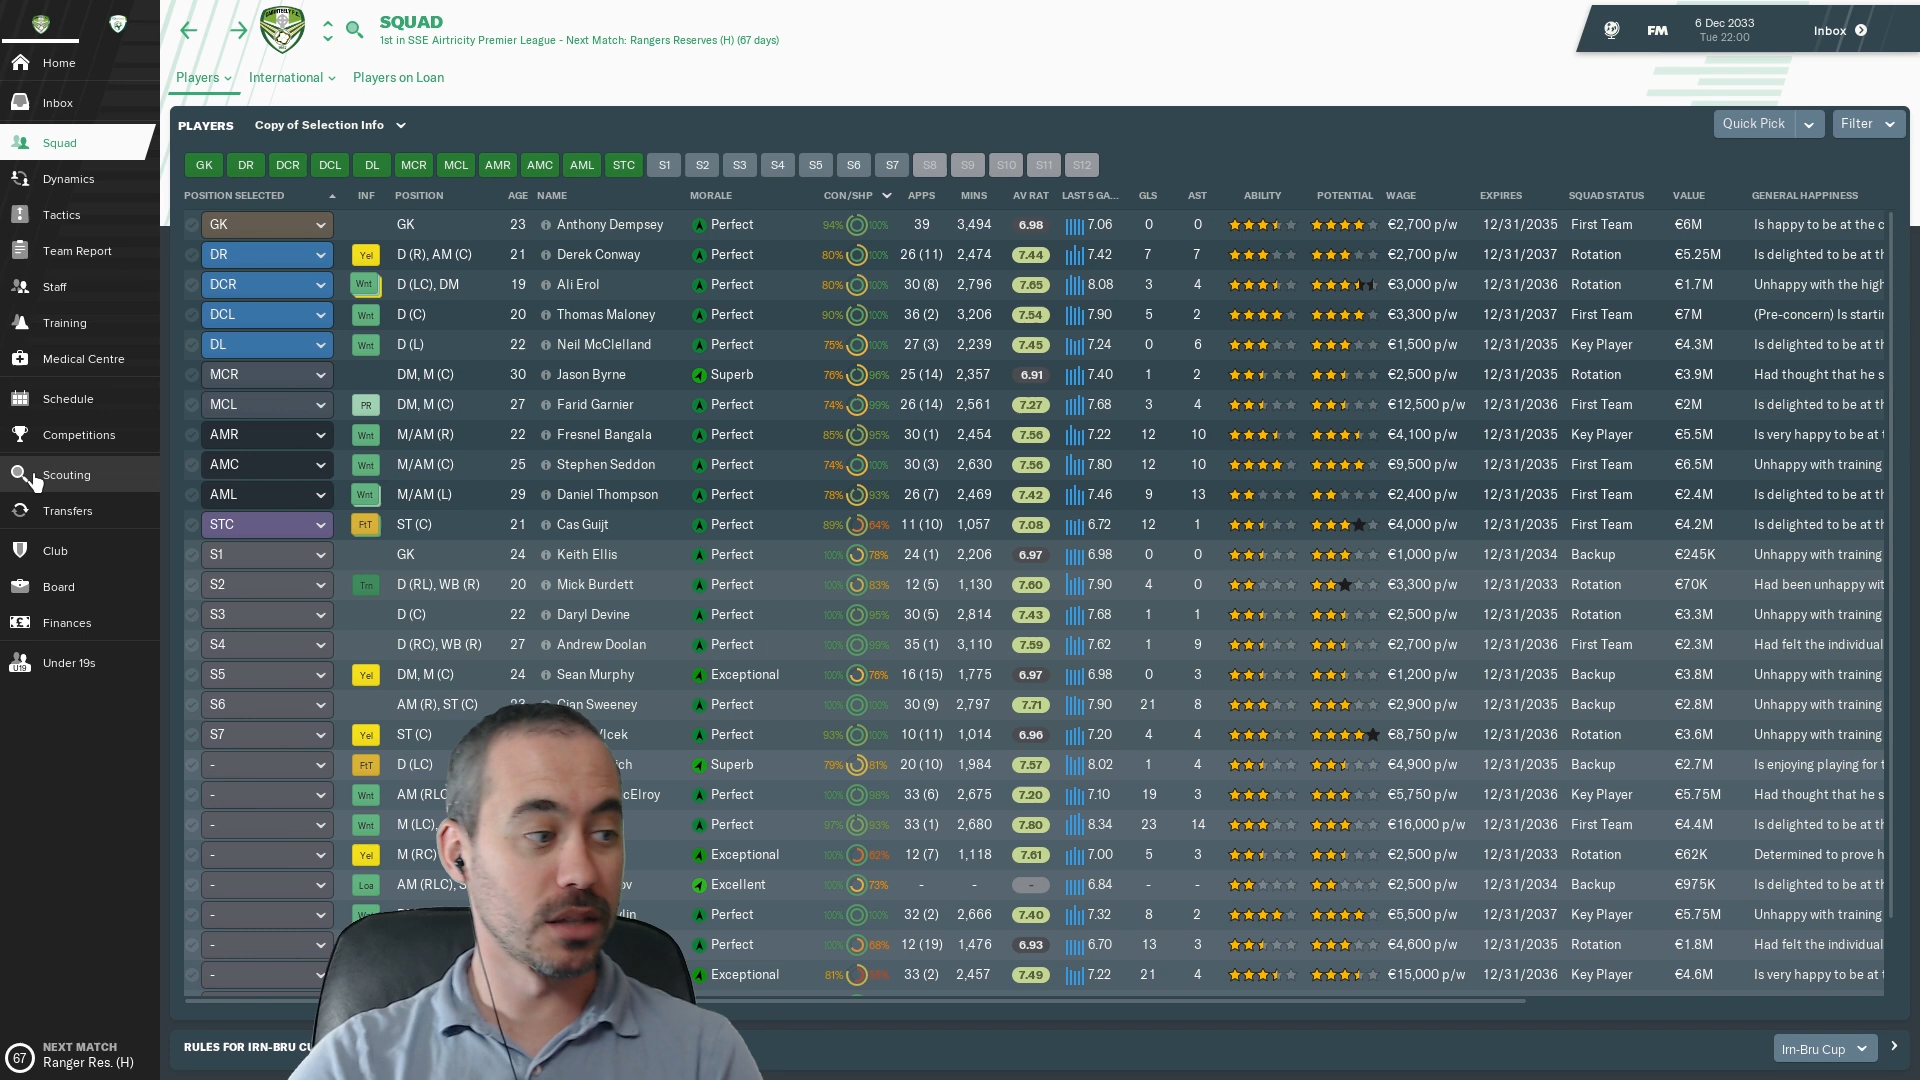 SQUAD
1st in SSE Airtricity Premier League - Next Match: Rangers Reserves (H) (67 days)
FM
6 Dec 2033
Tue 22:00
Inbox
Players
International
Players on Loan
Home
Inbox
Squad
Dynamics
Tactics
Team Report
Staff
Training
Medical Centre
Schedule
Competitions
Scouting
Transfers
Club
Board
Finances
U19 Under 19s
67 NEXT MATCH
Ranger Res. (H)
PLAYERS Copy of Selection Info Quick Pick Filter
GK DR DCR DCL DL MCR MCL AMR AMC AML STC S1 S2 S3 S4 S5 S6 S7 S8 S9 S10 S11 S12
POSITION SELECTED INF POSITION AGE NAME MORALE CON/SHP APPS MINS AV RAT LAST 5 GA... GLS AST ABILITY POTENTIAL WAGE EXPIRES SQUAD STATUS VALUE GENERAL HAPPINESS
GK GK 23 Anthony Dempsey Perfect 94% 100% 39 3,494 6.98 7.06 0 0 €2,700 p/w 12/31/2035 First Team €6M Is happy to be at the c
DR Yel D (R), AM (C) 21 Derek Conway Perfect 80% 100% 26 (11) 2,474 7.44 7.42 7 7 €2,700 p/w 12/31/2037 Rotation €5.25M Is delighted to be at th
DCR Wnt D (LC), DM 19 Ali Erol Perfect 80% 100% 30 (8) 2,796 7.65 8.08 3 4 €3,000 p/w 12/31/2036 Rotation €1.7M Unhappy with the high
DCL Wnt D (C) 20 Thomas Maloney Perfect 90% 100% 36 (2) 3,206 7.54 7.90 5 2 €3,300 p/w 12/31/2037 First Team €7M (Pre-concern) Is startin
DL Wnt D (L) 22 Neil McClelland Perfect 75% 100% 27 (3) 2,239 7.45 7.24 0 6 €1,500 p/w 12/31/2035 Key Player €4.3M Is delighted to be at th
MCR DM, M (C) 30 Jason Byrne Superb 76% 96% 25 (14) 2,357 6.91 7.40 1 2 €2,500 p/w 12/31/2035 Rotation €3.9M Had thought that he s
MCL PR DM, M (C) 27 Farid Garnier Perfect 74% 99% 26 (14) 2,561 7.27 7.68 3 4 €12,500 p/w 12/31/2036 First Team €2M Is delighted to be at th
AMR Wnt M/AM (R) 22 Fresnel Bangala Perfect 85% 95% 30 (1) 2,454 7.56 7.22 12 10 €4,100 p/w 12/31/2035 Key Player €5.5M Is very happy to be at t
AMC Wnt M/AM (C) 25 Stephen Seddon Perfect 74% 100% 30 (3) 2,630 7.56 7.80 12 10 €9,500 p/w 12/31/2035 First Team €6.5M Unhappy with training
AML Wnt M/AM (L) 29 Daniel Thompson Perfect 78% 93% 26 (7) 2,469 7.42 7.46 9 13 €2,400 p/w 12/31/2036 First Team €2.4M Is delighted to be at th
STC FtT ST (C) 21 Cas Guijt Perfect 89% 64% 11 (10) 1,057 7.08 6.72 12 1 €4,000 p/w 12/31/2035 First Team €4.2M Is delighted to be at th
S1 GK 24 Keith Ellis Perfect 100% 78% 24 (1) 2,206 6.97 6.98 0 0 €1,000 p/w 12/31/2034 Backup €245K Unhappy with training
S2 Trn D (RL), WB (R) 20 Mick Burdett Perfect 100% 83% 12 (5) 1,130 7.60 7.90 4 0 €3,300 p/w 12/31/2033 Rotation €70K Had been unhappy wit
S3 D (C) 22 Daryl Devine Perfect 100% 95% 30 (5) 2,814 7.43 7.68 1 1 €2,500 p/w 12/31/2035 Rotation €3.3M Unhappy with training
S4 D (RC), WB (R) 27 Andrew Doolan Perfect 100% 99% 35 (1) 3,110 7.59 7.62 1 9 €2,700 p/w 12/31/2036 First Team €2.3M Had felt the individual
S5 Yel DM, M (C) 24 Sean Murphy Exceptional 100% 76% 16 (15) 1,775 6.97 6.98 0 3 €1,200 p/w 12/31/2035 Backup €3.8M Unhappy with training
S6 AM (R), ST (C) 23 Cian Sweeney Perfect 100% 100% 30 (9) 2,797 7.71 7.90 21 8 €2,900 p/w 12/31/2035 Backup €2.8M Unhappy with training
S7 Yel ST (C) lcek Perfect 93% 100% 10 (11) 1,014 6.96 7.20 4 4 €8,750 p/w 12/31/2036 Rotation €3.6M Unhappy with training
- FtT D (LC) ch Superb 79% 81% 20 (10) 1,984 7.57 8.02 1 4 €4,900 p/w 12/31/2035 Backup €2.7M Is enjoying playing for t
- Wnt AM (RLC cElroy Perfect 100% 98% 33 (6) 2,675 7.20 7.10 19 3 €5,750 p/w 12/31/2036 Key Player €5.75M Had thought that he s
- Wnt M (LC), Perfect 97% 93% 33 (1) 2,680 7.80 8.34 23 14 €16,000 p/w 12/31/2036 First Team €4.4M Is delighted to be at th
- Yel M (RC) Exceptional 100% 62% 12 (7) 1,118 7.61 7.00 5 3 €2,500 p/w 12/31/2033 Rotation €62K Determined to prove h
- Loa AM (RLC), S ov Excellent 100% 73% - - - 6.84 - - €2,500 p/w 12/31/2034 Backup €975K Is delighted to be at th
- lin Perfect 100% 100% 32 (2) 2,666 7.40 7.32 8 2 €5,500 p/w 12/31/2037 Key Player €5.75M Unhappy with training
- Perfect 100% 68% 12 (19) 1,476 6.93 6.70 13 3 €4,600 p/w 12/31/2035 Rotation €1.8M Had felt the individual
- Exceptional 81% 33 (2) 2,457 7.49 7.22 21 4 €15,000 p/w 12/31/2036 Key Player €4.6M Is very happy to be at t
RULES FOR IRN-BRU CU Irn-Bru Cup